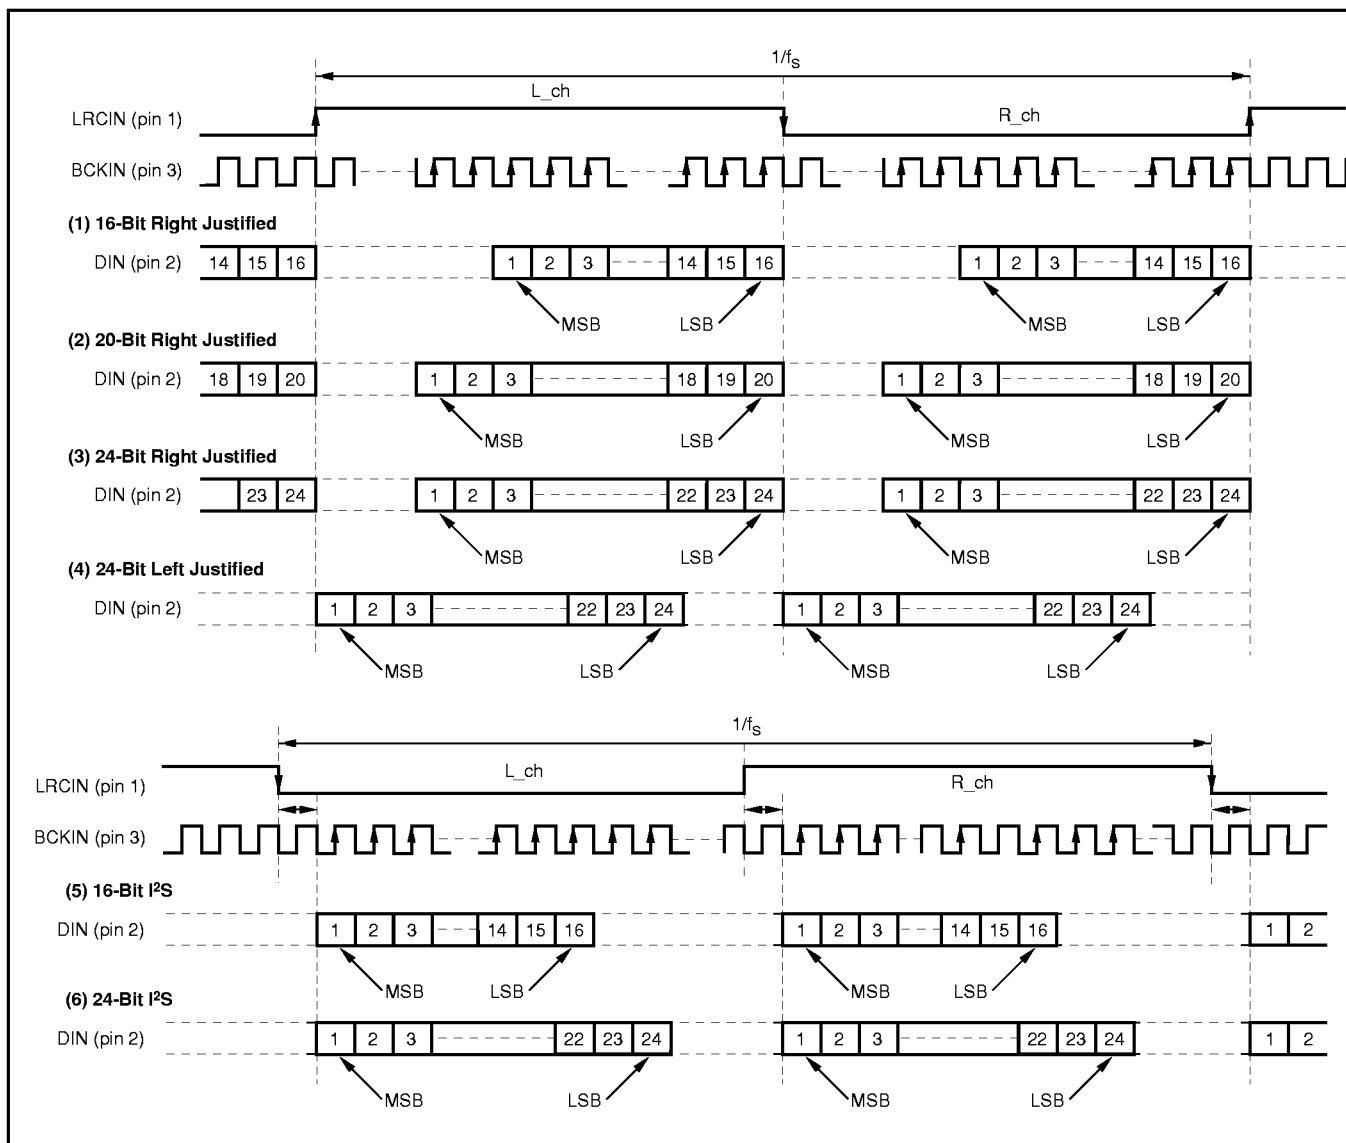 1/fS
L_ch
R_ch
LRCIN (pin 1)
BCKIN (pin 3)
(1) 16-Bit Right Justified
DIN (pin 2) 14 15 16 1 2 3 14 15 16 1 2 3 14 15 16
MSB LSB MSB LSB
(2) 20-Bit Right Justified
DIN (pin 2) 18 19 20 1 2 3 18 19 20 1 2 3 18 19 20
MSB LSB MSB LSB
(3) 24-Bit Right Justified
DIN (pin 2) 23 24 1 2 3 22 23 24 1 2 3 22 23 24
MSB LSB MSB LSB
(4) 24-Bit Left Justified
DIN (pin 2) 1 2 3 22 23 24 1 2 3 22 23 24
MSB LSB MSB LSB
1/fS
L_ch
R_ch
LRCIN (pin 1)
BCKIN (pin 3)
(5) 16-Bit I²S
DIN (pin 2) 1 2 3 14 15 16 1 2 3 14 15 16 1 2
MSB LSB MSB LSB
(6) 24-Bit I²S
DIN (pin 2) 1 2 3 22 23 24 1 2 3 22 23 24 1 2
MSB LSB MSB LSB